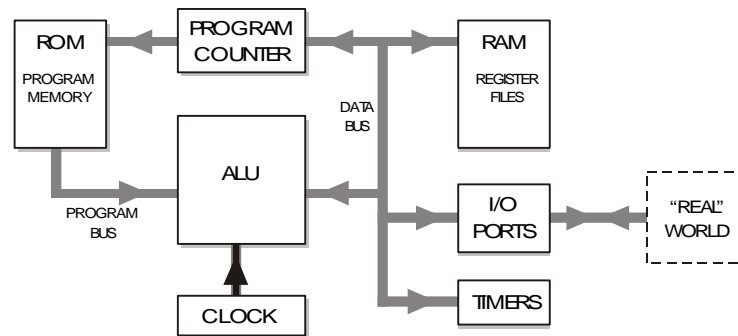 ROM
PROGRAM
MEMORY
PROGRAM
COUNTER
RAM
REGISTER
FILES
DATA
BUS
ALU
PROGRAM
BUS
I/O
PORTS
“REAL”
WORLD
CLOCK
TIMERS